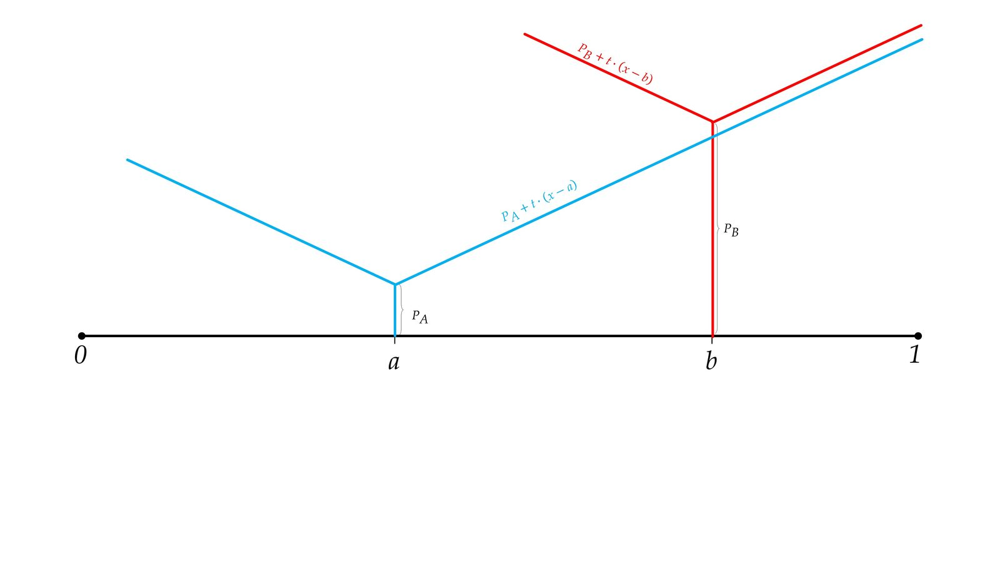 P_B + t · (x − b)
P_A + t · (x − a)
P_B
P_A
0
a
b
1